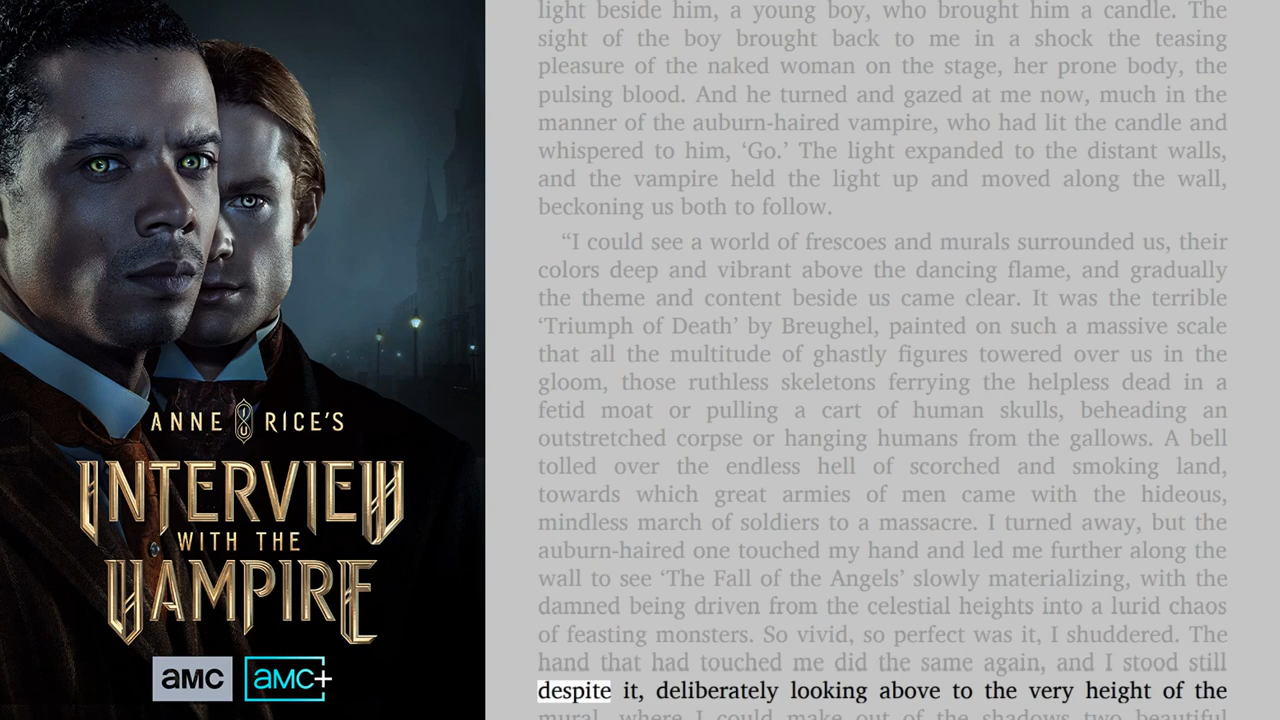 ANNE RICE'S
INTERVIEW
WITH THE
VAMPIRE
aMC
aMC+
light beside him, a young boy, who brought him a candle. The
sight of the boy brought back to me in a shock the teasing
pleasure of the naked woman on the stage, her prone body, the
pulsing blood. And he turned and gazed at me now, much in the
manner of the auburn-haired vampire, who had lit the candle and
whispered to him, ‘Go.’ The light expanded to the distant walls,
and the vampire held the light up and moved along the wall,
beckoning us both to follow.
“I could see a world of frescoes and murals surrounded us, their
colors deep and vibrant above the dancing flame, and gradually
the theme and content beside us came clear. It was the terrible
‘Triumph of Death’ by Breughel, painted on such a massive scale
that all the multitude of ghastly figures towered over us in the
gloom, those ruthless skeletons ferrying the helpless dead in a
fetid moat or pulling a cart of human skulls, beheading an
outstretched corpse or hanging humans from the gallows. A bell
tolled over the endless hell of scorched and smoking land,
towards which great armies of men came with the hideous,
mindless march of soldiers to a massacre. I turned away, but the
auburn-haired one touched my hand and led me further along the
wall to see ‘The Fall of the Angels’ slowly materializing, with the
damned being driven from the celestial heights into a lurid chaos
of feasting monsters. So vivid, so perfect was it, I shuddered. The
hand that had touched me did the same again, and I stood still
despite it, deliberately looking above to the very height of the
mural, where I could make out of the shadows two beautiful